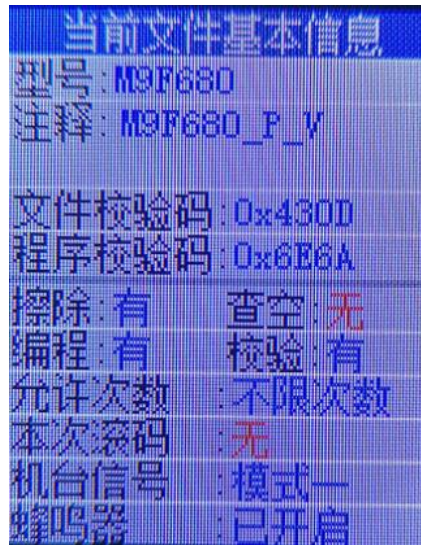 当前文件基本信息
型号:M9F680
注释:M9F680_P_V
文件校验码:0x430D
程序校验码:0x6E6A
擦除:有 查空:无
编程:有 校验:有
允许次数 :不限次数
本次滚码 :无
机台信号 :模式一
蜂鸣器 :已开启